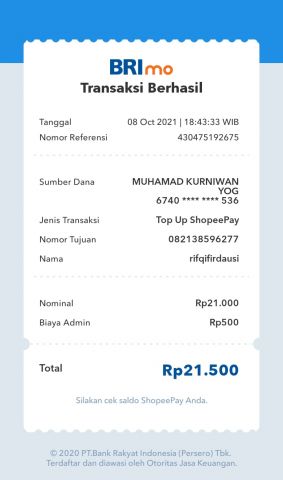 BRImo
Transaksi Berhasil
Tanggal 08 Oct 2021 | 18:43:33 WIB
Nomor Referensi 430475192675
Sumber Dana MUHAMAD KURNIWAN
YOG
6740 **** **** 536
Jenis Transaksi Top Up ShopeePay
Nomor Tujuan 082138596277
Nama rifqifirdausi
Nominal Rp21.000
Biaya Admin Rp500
Total Rp21.500
Silakan cek saldo ShopeePay Anda.
© 2020 PT.Bank Rakyat Indonesia (Persero) Tbk.
Terdaftar dan diawasi oleh Otoritas Jasa Keuangan.